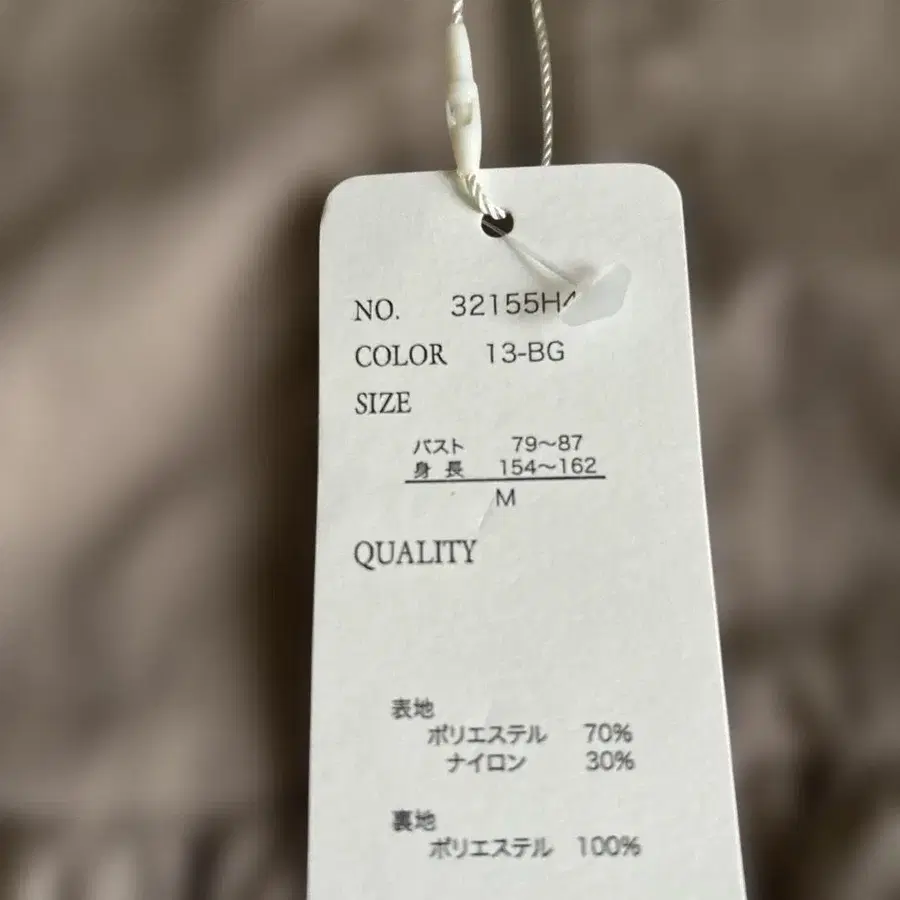 NO. 32155H4
COLOR 13-BG
SIZE
バスト 79〜87
身長 154〜162
M
QUALITY
表地
ポリエステル 70%
ナイロン 30%
裏地
ポリエステル 100%